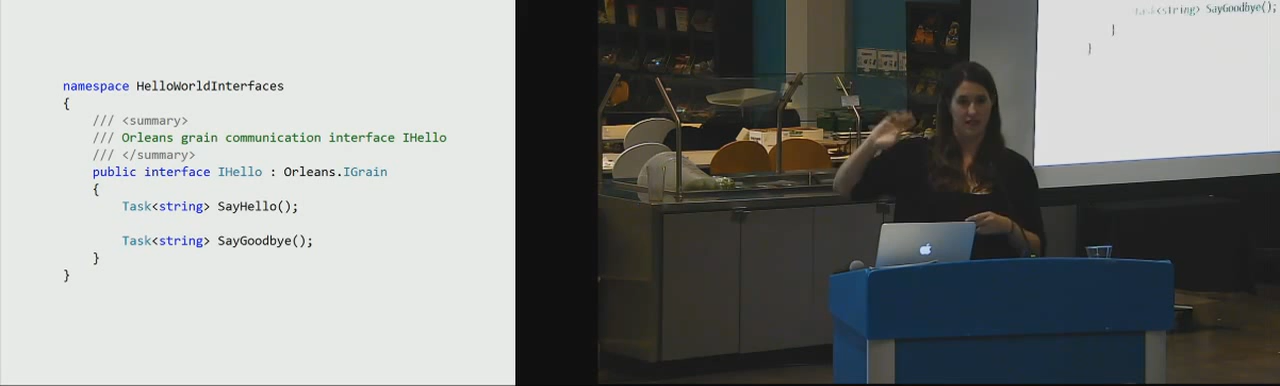 namespace HelloWorldInterfaces
{
/// <summary>
/// Orleans grain communication interface IHello
/// </summary>
public interface IHello : Orleans.IGrain
{
Task<string> SayHello();
Task<string> SayGoodbye();
}
}
Task<string> SayGoodbye();
}
}